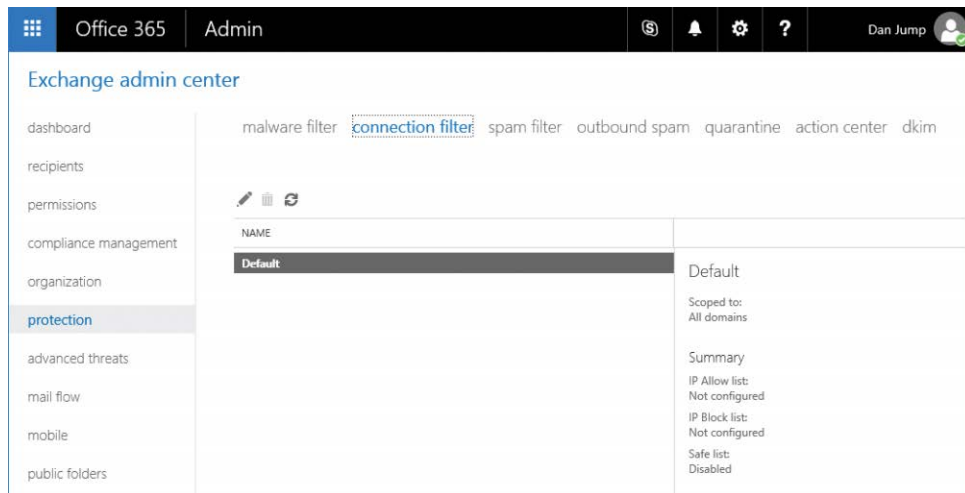 Office 365 Admin Dan Jump
Exchange admin center
dashboard
recipients
permissions
compliance management
organization
protection
advanced threats
mail flow
mobile
public folders
malware filter connection filter spam filter outbound spam quarantine action center dkim
NAME
Default
Default
Scoped to:
All domains
Summary
IP Allow list:
Not configured
IP Block list:
Not configured
Safe list:
Disabled